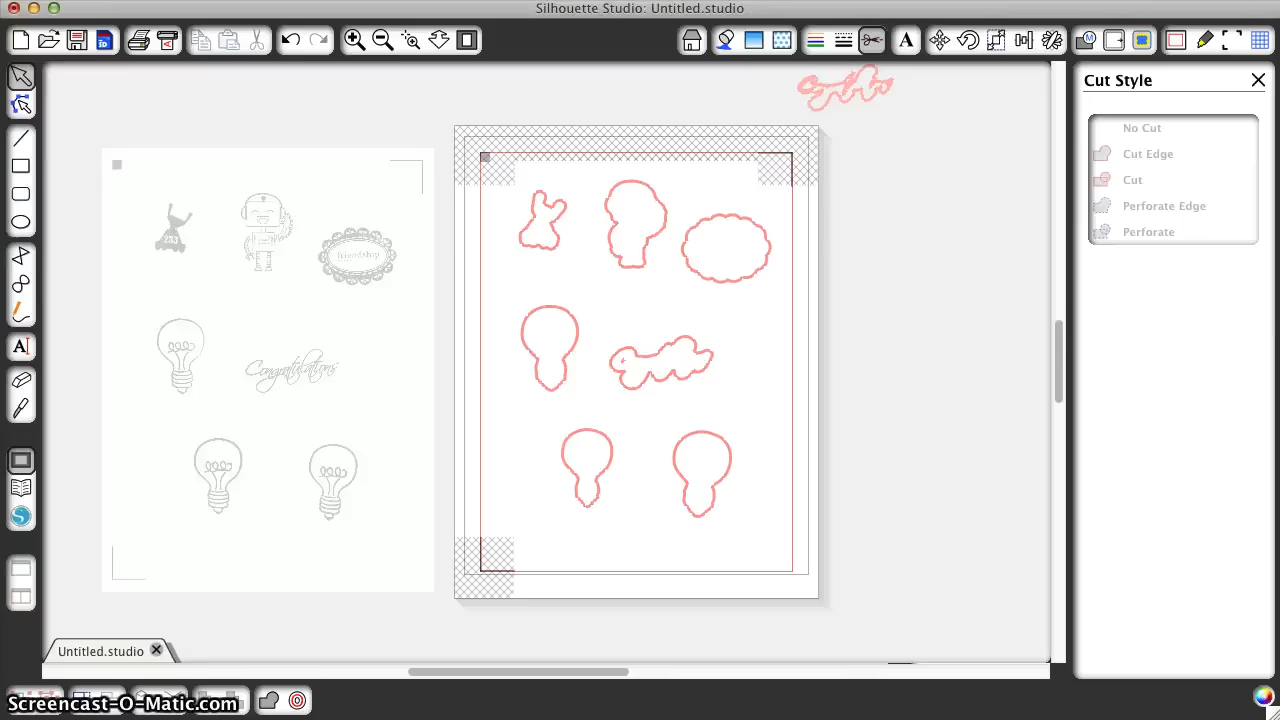 Silhouette Studio: Untitled.studio
Cut Style
No Cut
Cut Edge
Cut
Perforate Edge
Perforate
233
friendship
Congratulations
Untitled.studio
Screencast-O-Matic.com